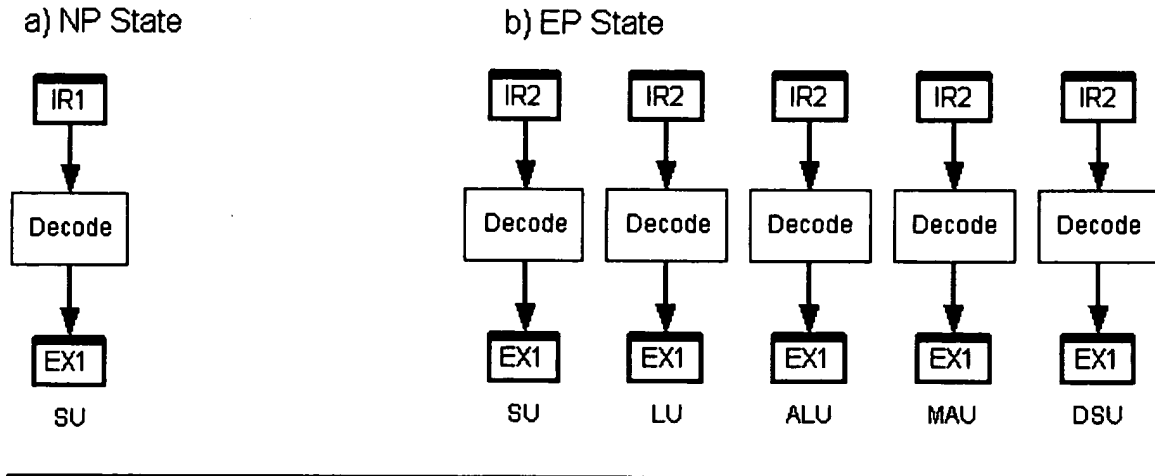 a) NP State b) EP State
IR1 IR2 IR2 IR2 IR2 IR2
Decode Decode Decode Decode Decode Decode
EX1 EX1 EX1 EX1 EX1 EX1
SU SU LU ALU MAU DSU